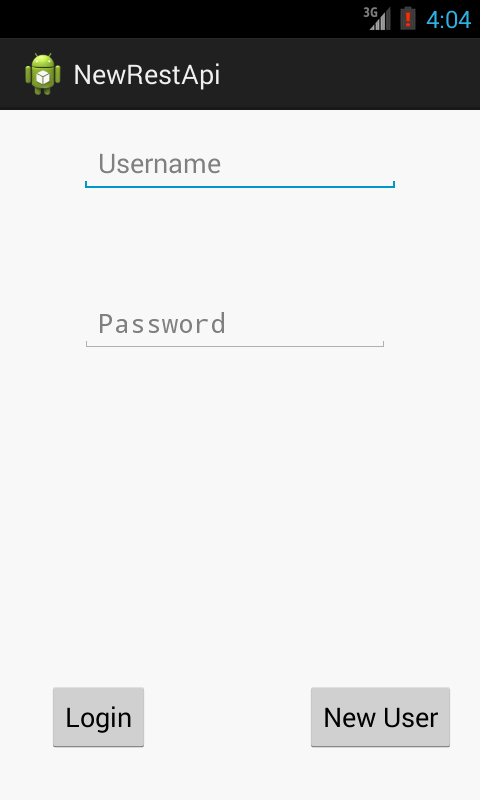 3G 4:04
NewRestApi
Username
Password
Login New User